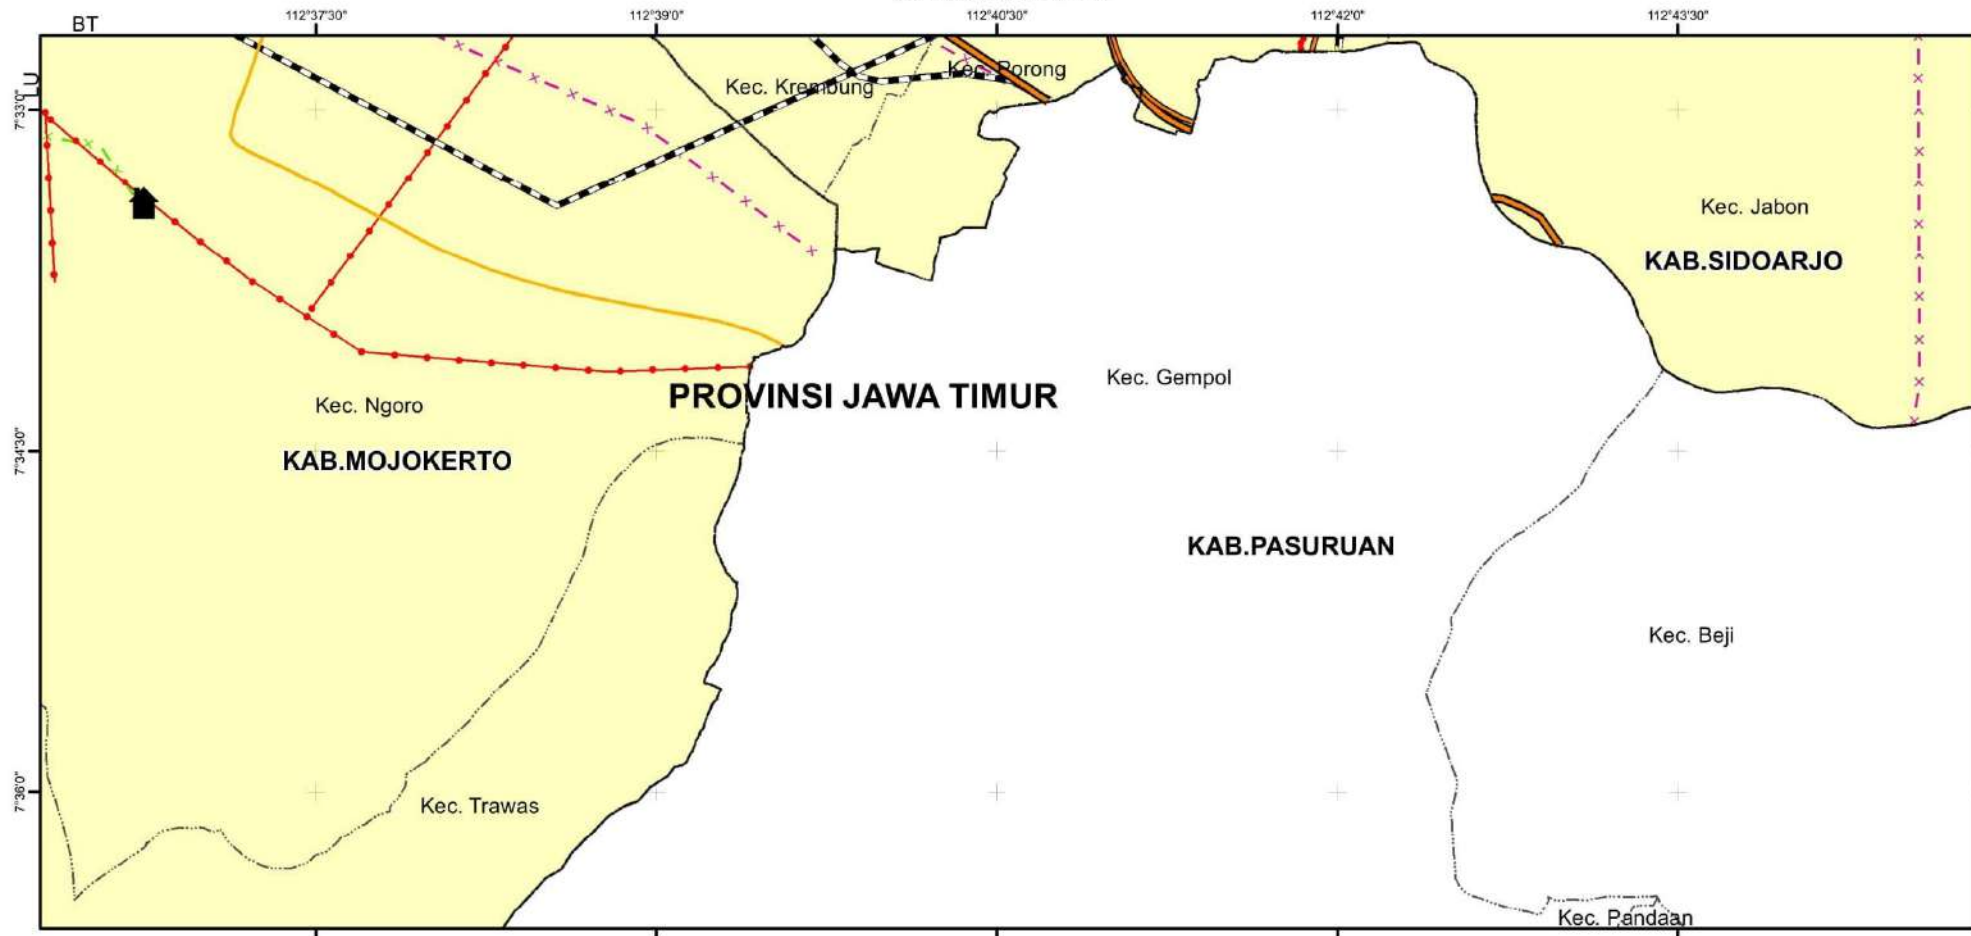 BT
112°37'30"
112°39'0"
112°40'30"
112°42'0"
112°43'30"
LU
7°33'0"
Kec. Porong
Kec. Krembung
Kec. Jabon
KAB.SIDOARJO
Kec. Gempol
PROVINSI JAWA TIMUR
Kec. Ngoro
7°34'30"
KAB.MOJOKERTO
KAB.PASURUAN
Kec. Beji
7°36'0"
Kec. Trawas
Kec. Pandaan